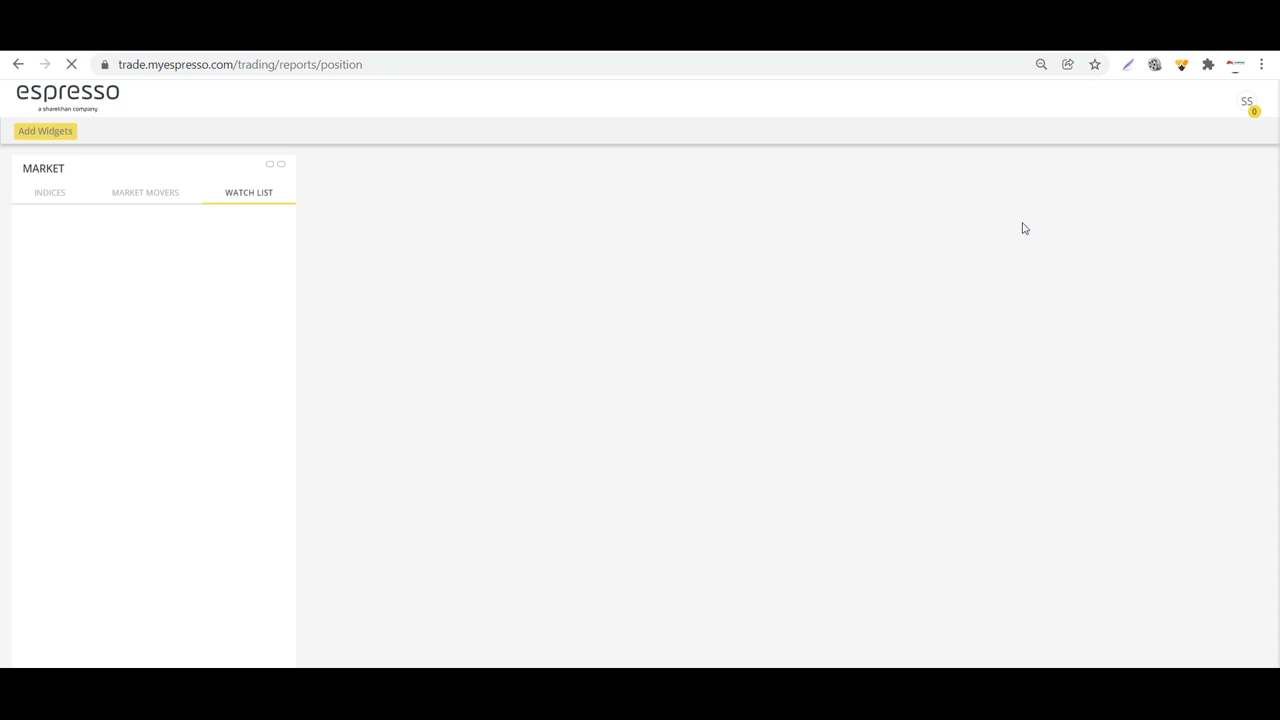 trade.myespresso.com/trading/reports/position
espresso
a sharekhan company
SS
0
Add Widgets
MARKET
INDICES MARKET MOVERS WATCH LIST